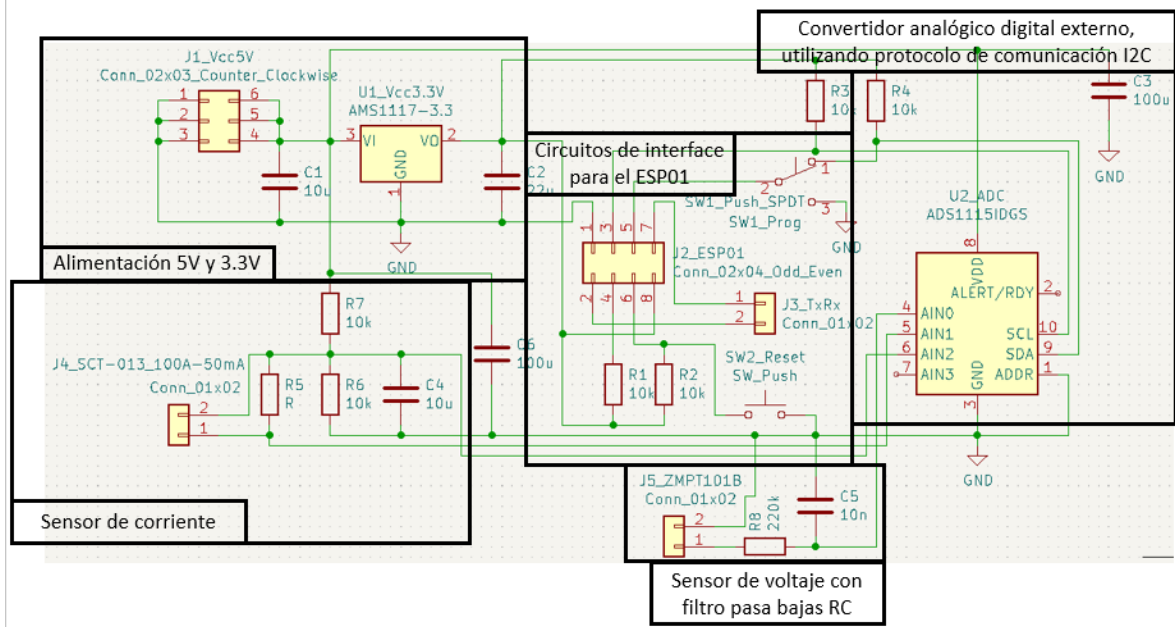 Convertidor analógico digital externo,
utilizando protocolo de comunicación I2C
J1_Vcc5V
Conn_02x03_Counter_Clockwise
1 6
2 5
3 4
U1_Vcc3.3V
AMS1117-3.3
3 VI VO 2
GND
1
C1
10u
C2
22u
GND
Alimentación 5V y 3.3V
Circuitos de interface
para el ESP01
R3
10k
R4
10k
C3
100u
GND
1
2
3
SW1_Push_SPDT
SW1_Prog
GND
1 3 5 7
J2_ESP01
Conn_02x04_Odd_Even
2 4 6 8
1
2
J3_TxRx
Conn_01x02
R1
10k
R2
10k
SW2_Reset
SW_Push
U2_ADC
ADS1115IDGS
8
VDD
ALERT/RDY 2
4 AIN0
5 AIN1
6 AIN2
7 AIN3
SCL 10
SDA 9
ADDR 1
GND
3
GND
R7
10k
J4_SCT-013_100A-50mA
Conn_01x02
2
1
R5
R
R6
10k
C4
10u
C6
100u
Sensor de corriente
J5_ZMPT101B
Conn_01x02
2
1
R8
220k
C5
10n
Sensor de voltaje con
filtro pasa bajas RC